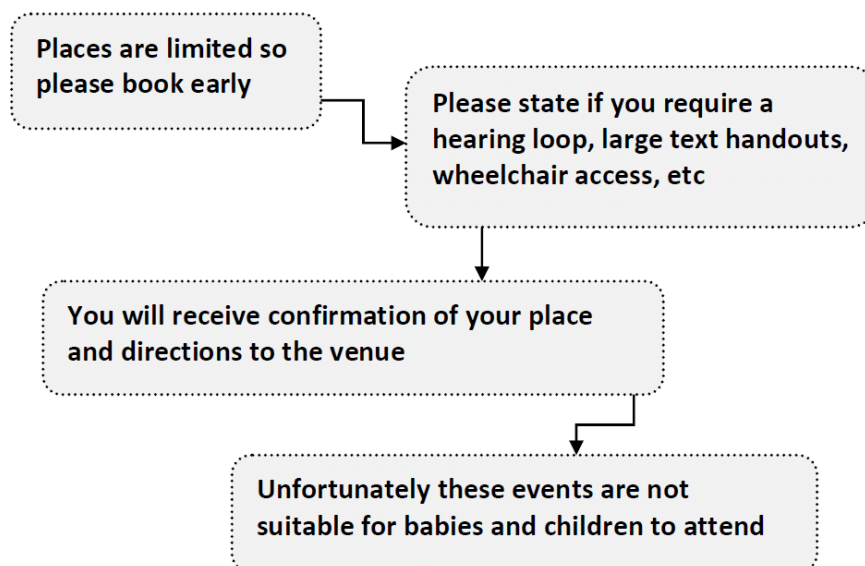 Places are limited so
please book early
Please state if you require a
hearing loop, large text handouts,
wheelchair access, etc
You will receive confirmation of your place
and directions to the venue
Unfortunately these events are not
suitable for babies and children to attend